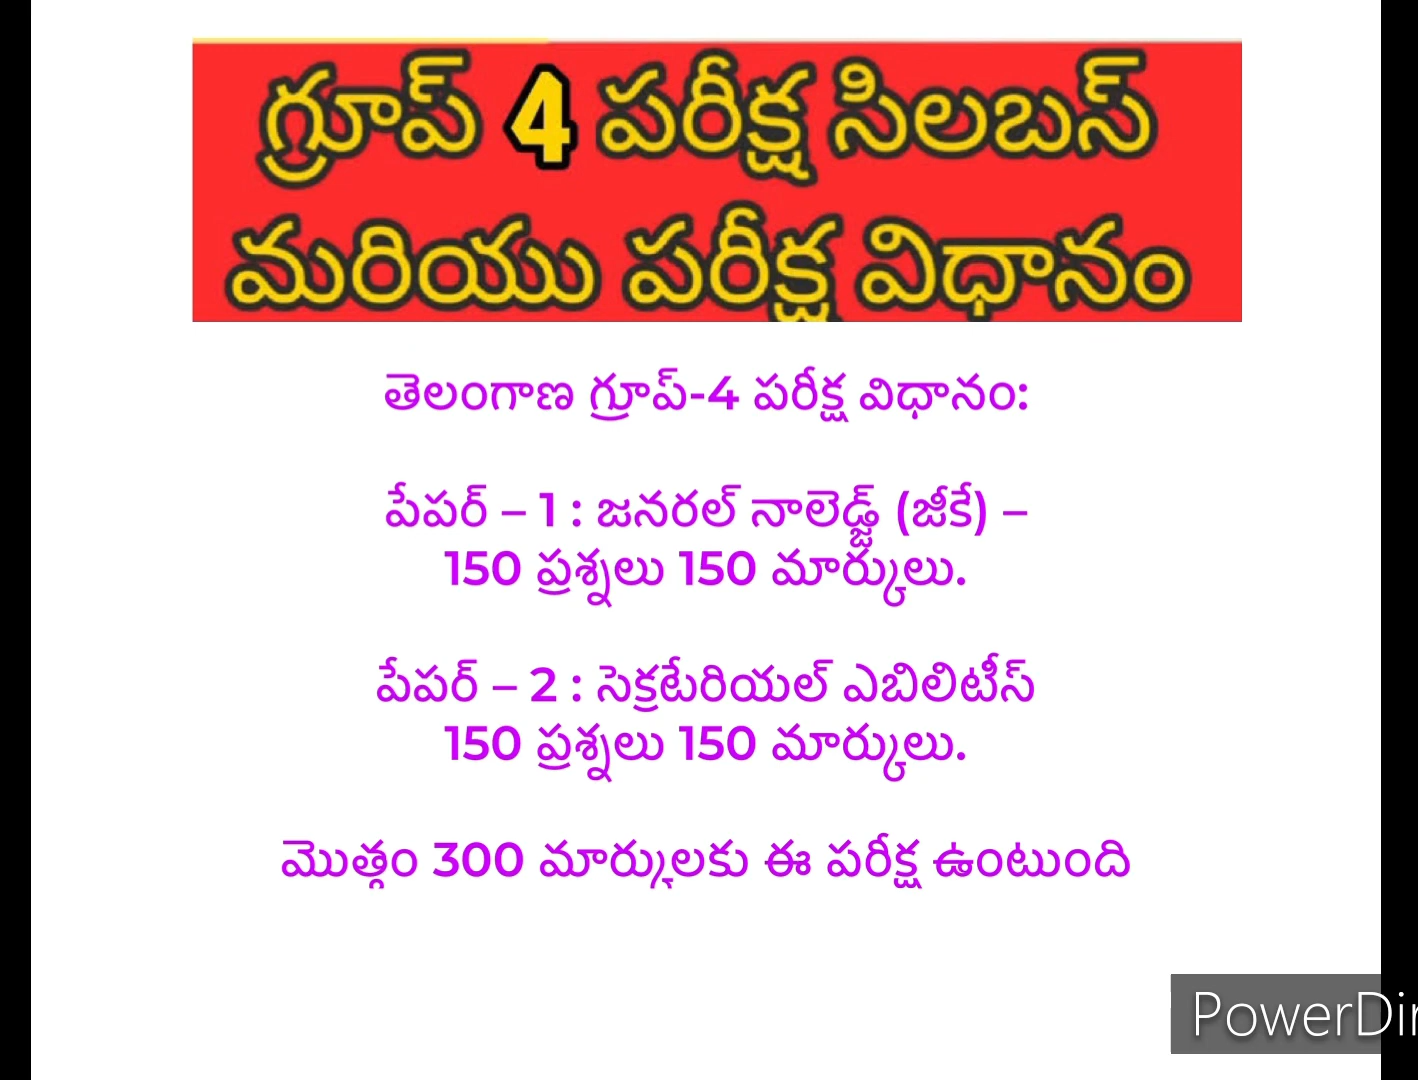 గ్రూప్ 4 పరీక్ష సిలబస్
మరియు పరీక్ష విధానం
తెలంగాణ గ్రూప్-4 పరీక్ష విధానం:
పేపర్ – 1 : జనరల్ నాలెడ్జ్ (జీకే) –
150 ప్రశ్నలు 150 మార్కులు.
పేపర్ – 2 : సెక్రటేరియల్ ఎబిలిటీస్
150 ప్రశ్నలు 150 మార్కులు.
మొత్తం 300 మార్కులకు ఈ పరీక్ష ఉంటుంది
PowerDir